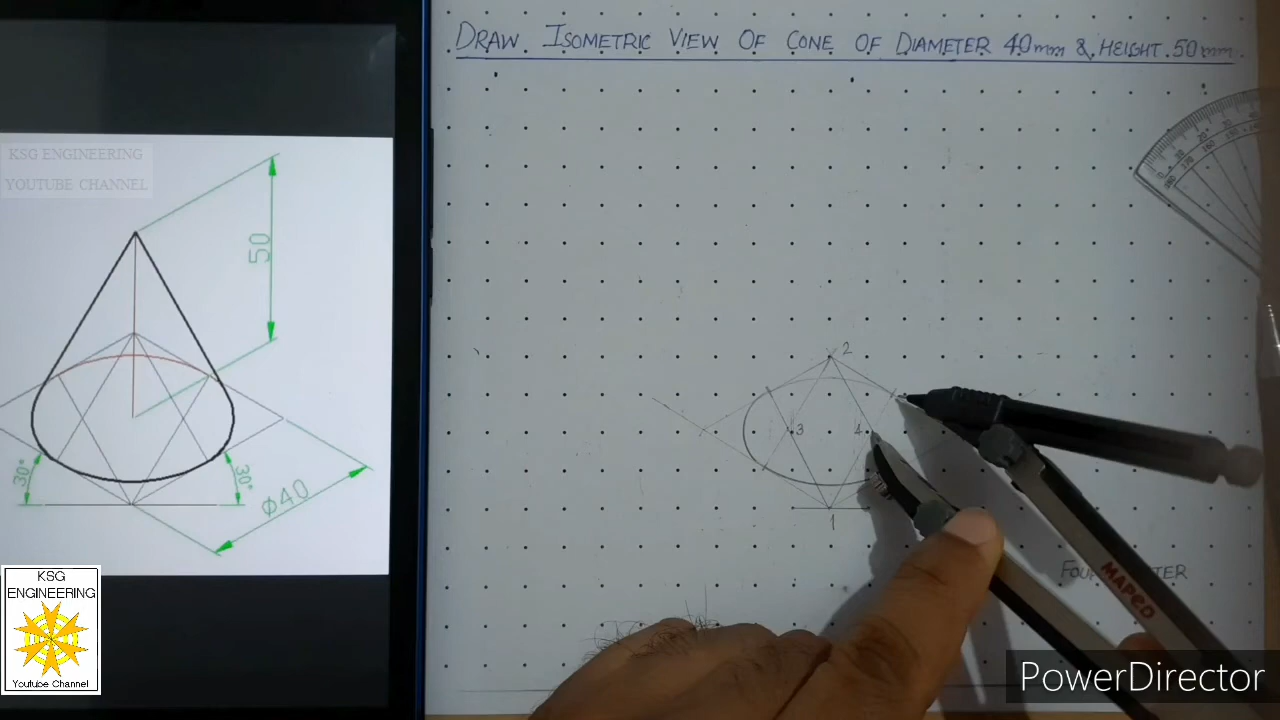 DRAW ISOMETRIC VIEW OF CONE OF DIAMETER 40mm & HEIGHT 50mm.
KSG ENGINEERING
YOUTUBE CHANNEL
50
2
3
4
30°
30°
Φ40
1
MAPED
KSG
ENGINEERING
Youtube Channel
PowerDirector